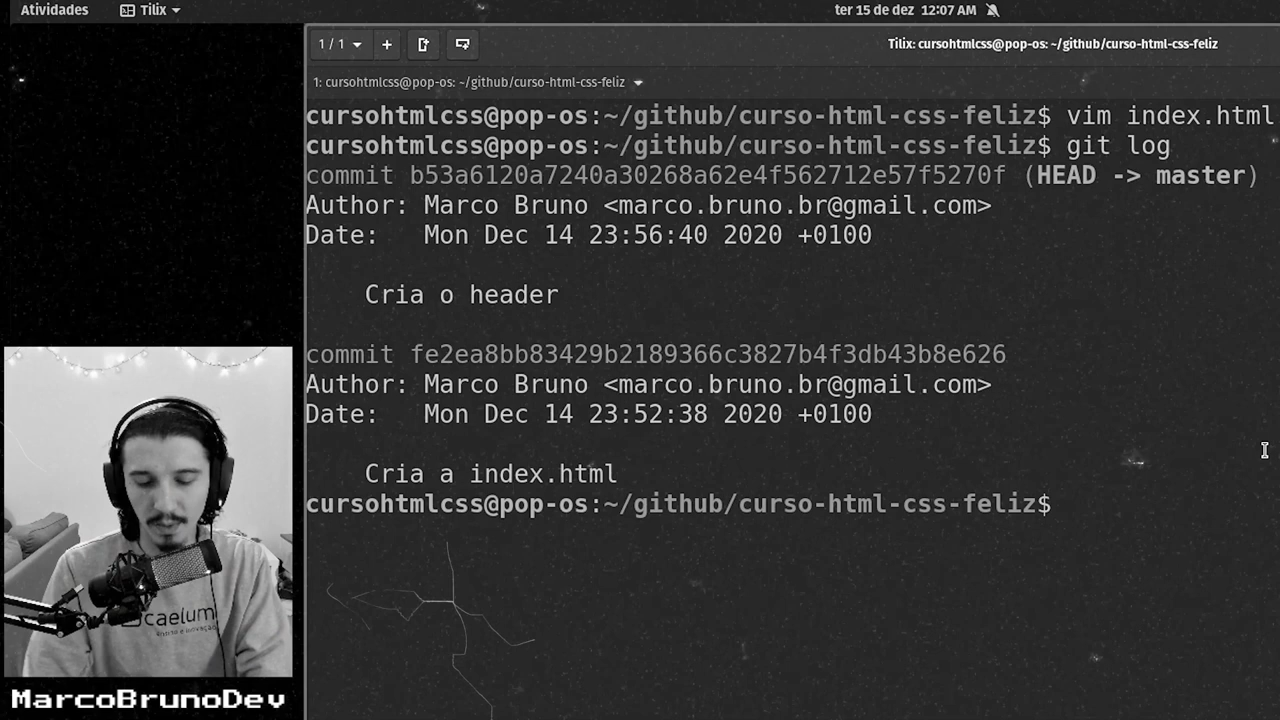 Atividades
Tilix
ter 15 de dez 12:07 AM
1 / 1
Tilix: cursohtmlcss@pop-os: ~/github/curso-html-css-feliz
1: cursohtmlcss@pop-os: ~/github/curso-html-css-feliz
cursohtmlcss@pop-os:~/github/curso-html-css-feliz$ vim index.html
cursohtmlcss@pop-os:~/github/curso-html-css-feliz$ git log
commit b53a6120a7240a30268a62e4f562712e57f5270f (HEAD -> master)
Author: Marco Bruno <marco.bruno.br@gmail.com>
Date:   Mon Dec 14 23:56:40 2020 +0100
Cria o header
commit fe2ea8bb83429b2189366c3827b4f3db43b8e626
Author: Marco Bruno <marco.bruno.br@gmail.com>
Date:   Mon Dec 14 23:52:38 2020 +0100
Cria a index.html
cursohtmlcss@pop-os:~/github/curso-html-css-feliz$
caelum
ensino e inovação
MarcoBrunoDev